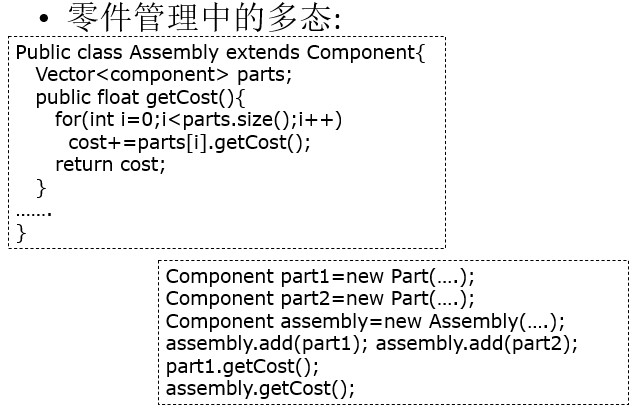 • 零件管理中的多态:
Public class Assembly extends Component{
Vector<component> parts;
public float getCost(){
for(int i=0;i<parts.size();i++)
cost+=parts[i].getCost();
return cost;
}
.......
}
Component part1=new Part(....);
Component part2=new Part(....);
Component assembly=new Assembly(....);
assembly.add(part1); assembly.add(part2);
part1.getCost();
assembly.getCost();